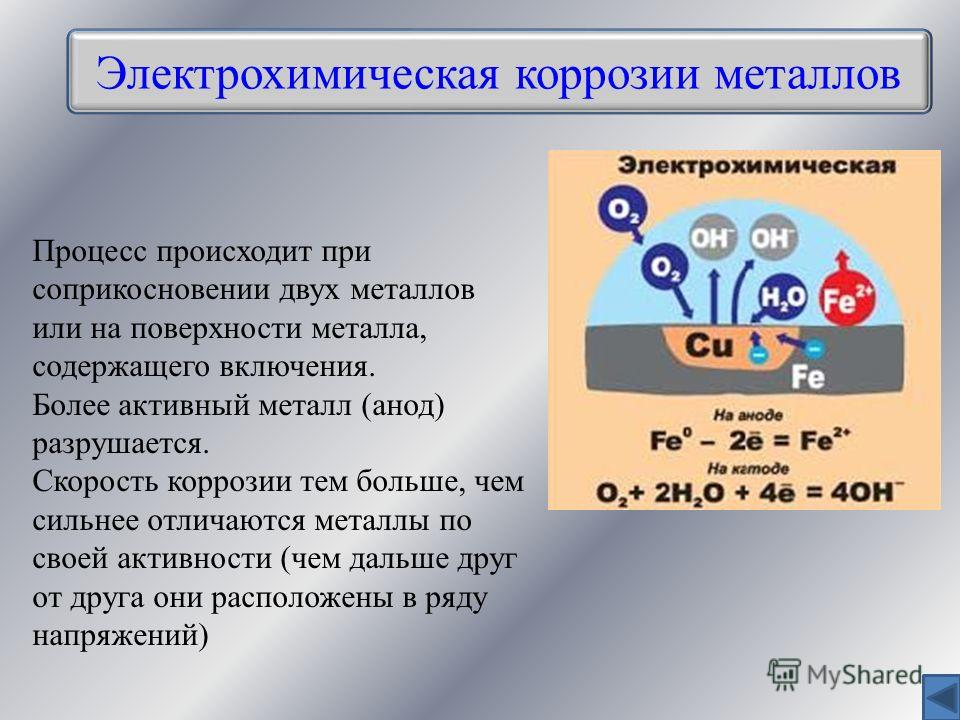 Электрохимическая коррозии металлов
Процесс происходит при
соприкосновении двух металлов
или на поверхности металла,
содержащего включения.
Более активный металл (анод)
разрушается.
Скорость коррозии тем больше, чем
сильнее отличаются металлы по
своей активности (чем дальше друг
от друга они расположены в ряду
напряжений)
Электрохимическая
O₂
OH⁻ OH⁻
O₂
H₂O
Fe²⁺
Cu
Fe
На аноде
Fe⁰ – 2ē = Fe²⁺
На кгтоде
O₂+ 2H₂O + 4ē = 4OH⁻
MyShared